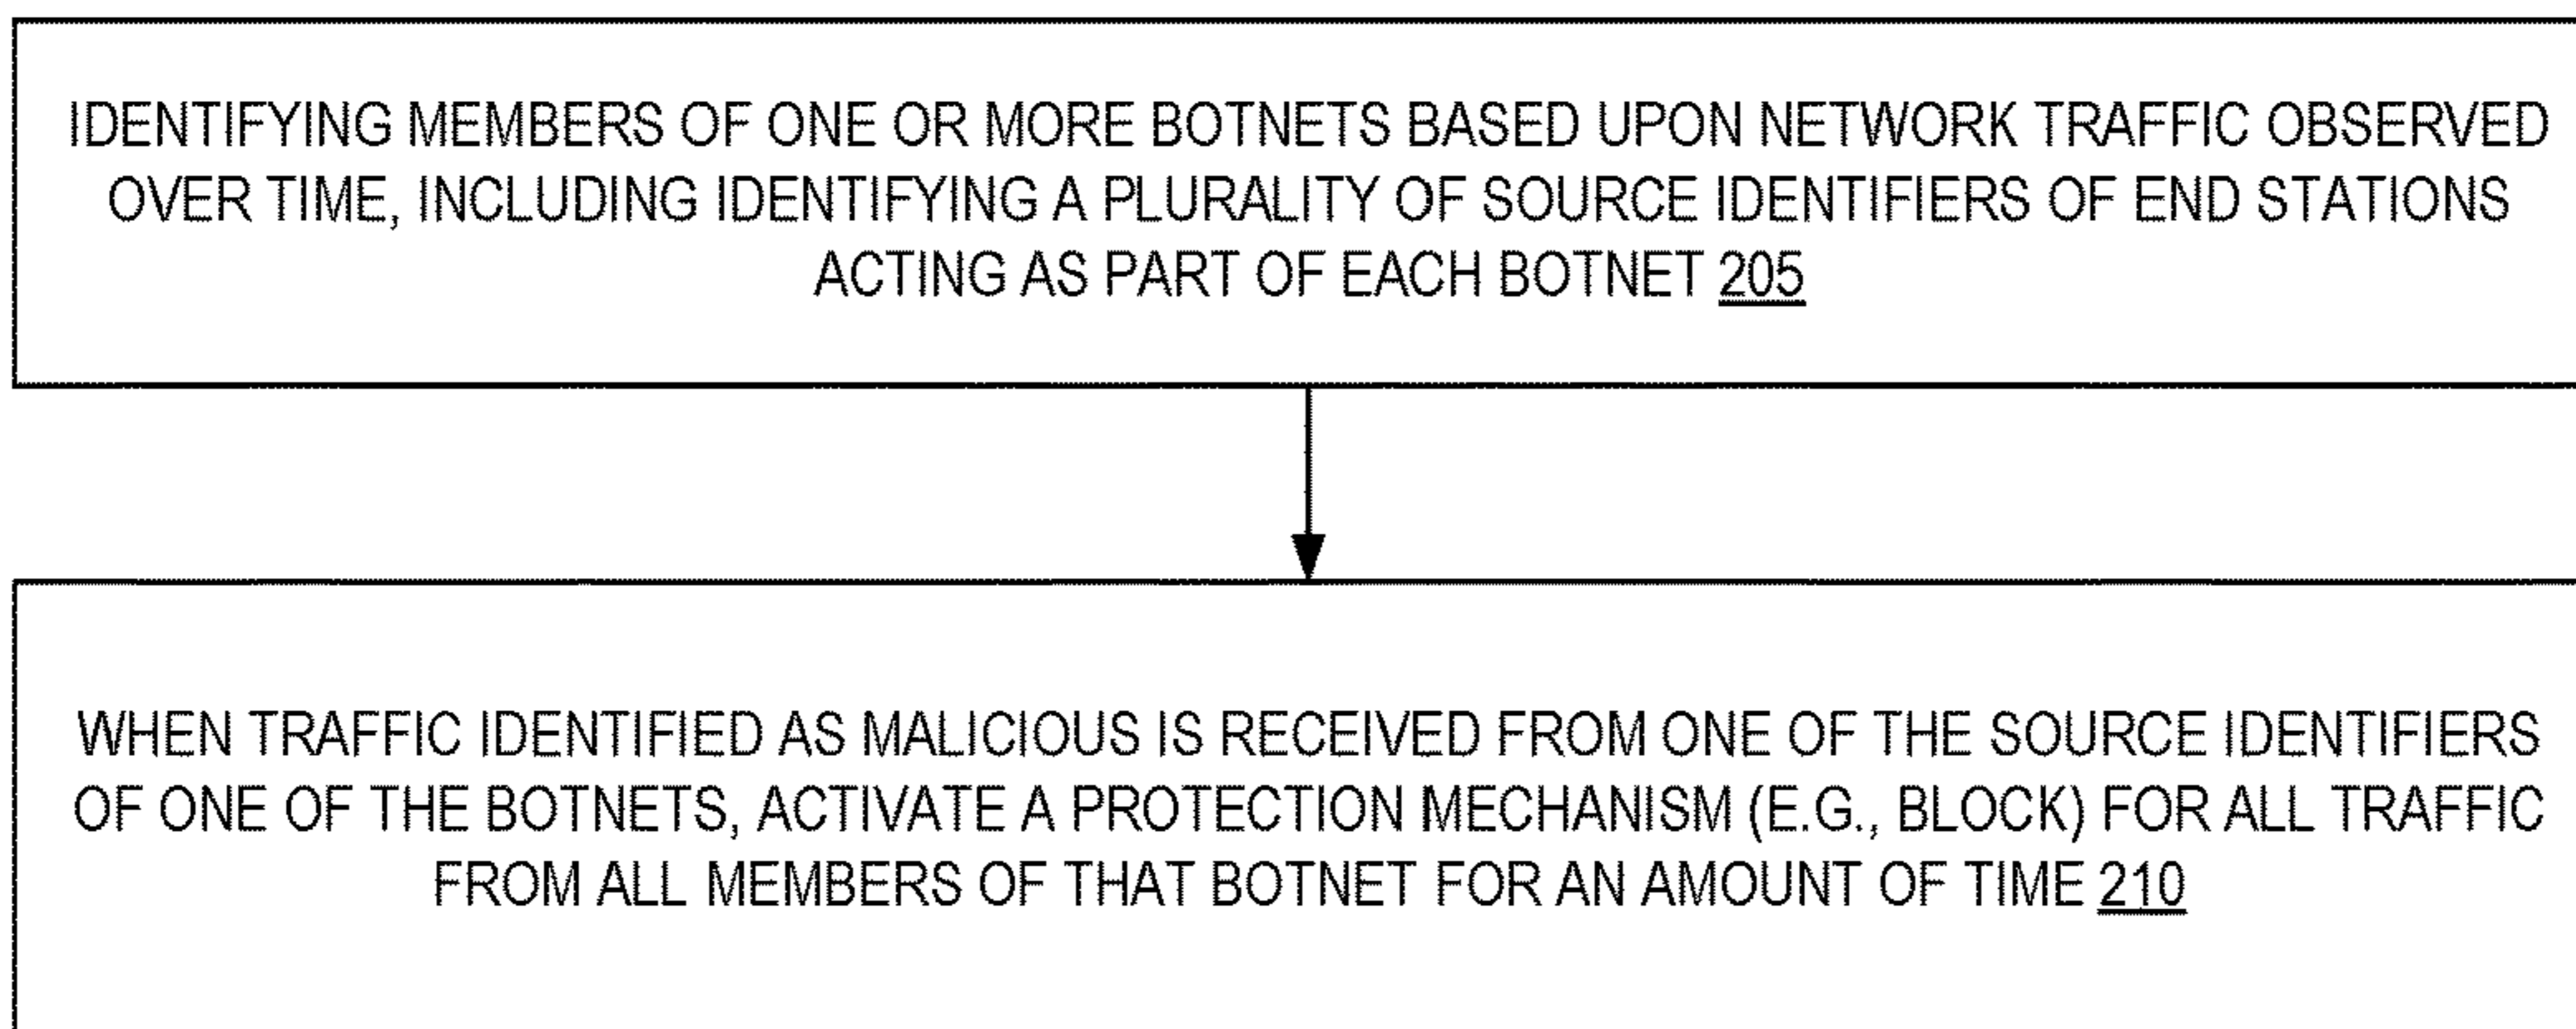 IDENTIFYING MEMBERS OF ONE OR MORE BOTNETS BASED UPON NETWORK TRAFFIC OBSERVED
OVER TIME, INCLUDING IDENTIFYING A PLURALITY OF SOURCE IDENTIFIERS OF END STATIONS
ACTING AS PART OF EACH BOTNET 205
WHEN TRAFFIC IDENTIFIED AS MALICIOUS IS RECEIVED FROM ONE OF THE SOURCE IDENTIFIERS
OF ONE OF THE BOTNETS, ACTIVATE A PROTECTION MECHANISM (E.G., BLOCK) FOR ALL TRAFFIC
FROM ALL MEMBERS OF THAT BOTNET FOR AN AMOUNT OF TIME 210